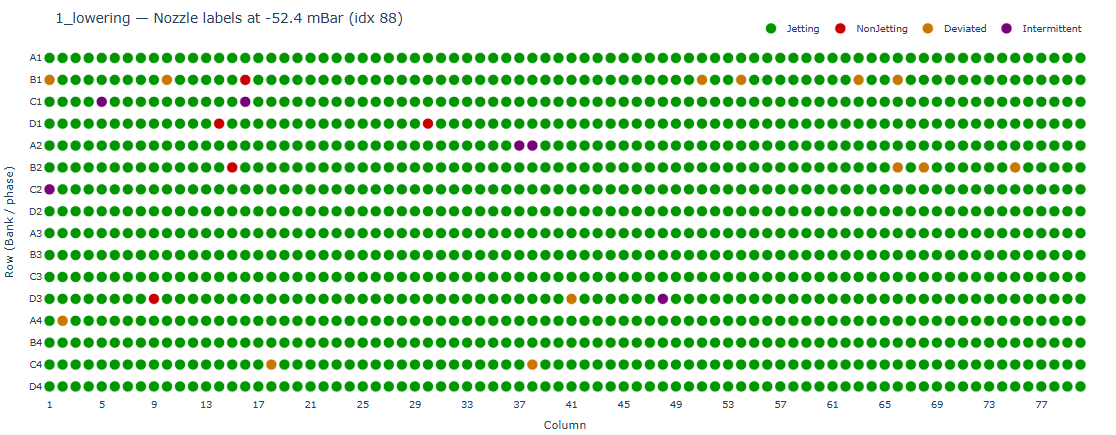 1_lowering — Nozzle labels at -52.4 mBar (idx 88)
Jetting NonJetting Deviated Intermittent
A1
B1
C1
D1
A2
B2
C2
D2
A3
B3
C3
D3
A4
B4
C4
D4
Row (Bank / phase)
1 5 9 13 17 21 25 29 33 37 41 45 49 53 57 61 65 69 73 77
Column